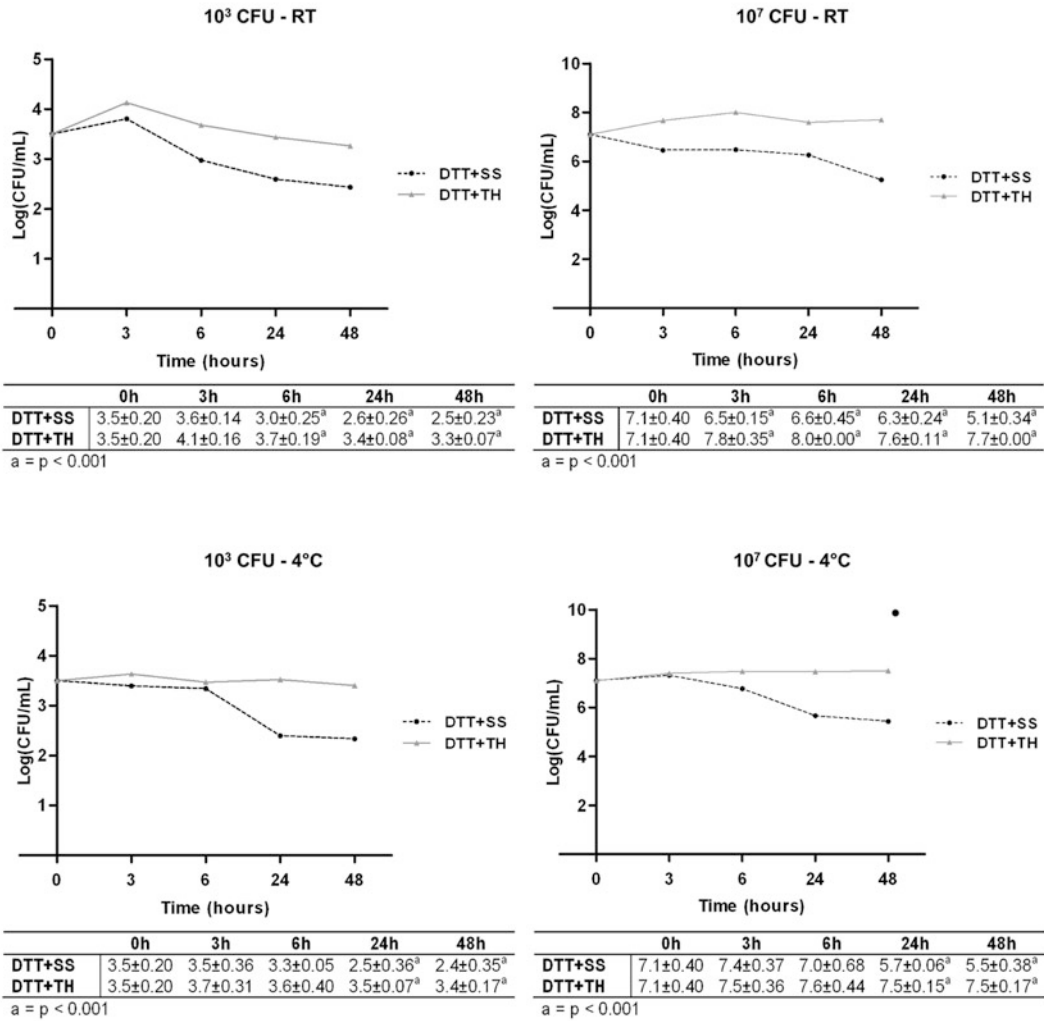 10³ CFU - RT
5
4
3
2
1
Log(CFU/mL)
0 3 6 24 48
Time (hours)
DTT+SS
DTT+TH
0h 3h 6h 24h 48h
DTT+SS 3.5±0.20 3.6±0.14 3.0±0.25ᵃ 2.6±0.26ᵃ 2.5±0.23ᵃ
DTT+TH 3.5±0.20 4.1±0.16 3.7±0.19ᵃ 3.4±0.08ᵃ 3.3±0.07ᵃ
a = p < 0.001
10⁷ CFU - RT
10
8
6
4
2
Log(CFU/mL)
0 3 6 24 48
Time (hours)
DTT+SS
DTT+TH
0h 3h 6h 24h 48h
DTT+SS 7.1±0.40 6.5±0.15ᵃ 6.6±0.45ᵃ 6.3±0.24ᵃ 5.1±0.34ᵃ
DTT+TH 7.1±0.40 7.8±0.35ᵃ 8.0±0.00ᵃ 7.6±0.11ᵃ 7.7±0.00ᵃ
a = p < 0.001
10³ CFU - 4°C
5
4
3
2
1
Log(CFU/mL)
0 3 6 24 48
Time (hours)
DTT+SS
DTT+TH
0h 3h 6h 24h 48h
DTT+SS 3.5±0.20 3.5±0.36 3.3±0.05 2.5±0.36ᵃ 2.4±0.35ᵃ
DTT+TH 3.5±0.20 3.7±0.31 3.6±0.40 3.5±0.07ᵃ 3.4±0.17ᵃ
a = p < 0.001
10⁷ CFU - 4°C
10
8
6
4
2
Log(CFU/mL)
0 3 6 24 48
Time (hours)
DTT+SS
DTT+TH
0h 3h 6h 24h 48h
DTT+SS 7.1±0.40 7.4±0.37 7.0±0.68 5.7±0.06ᵃ 5.5±0.38ᵃ
DTT+TH 7.1±0.40 7.5±0.36 7.6±0.44 7.5±0.15ᵃ 7.5±0.17ᵃ
a = p < 0.001